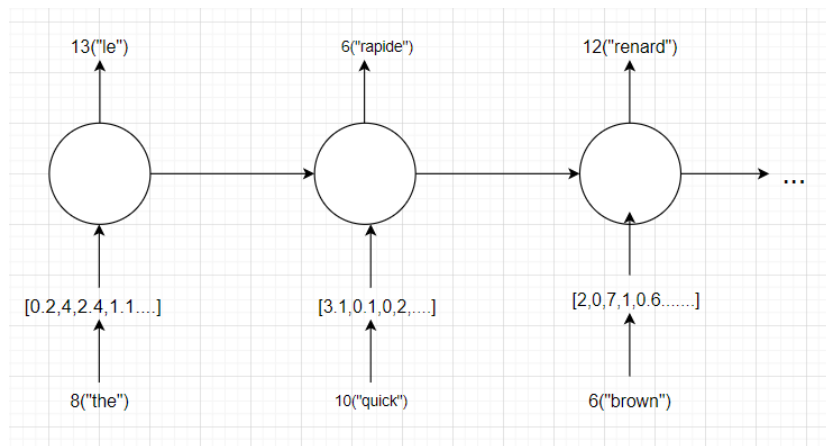 13("le")
6("rapide")
12("renard")
...
[0.2,4,2.4,1.1....]
[3.1,0.1,0,2,....]
[2,0,7,1,0.6.......]
8("the")
10("quick")
6("brown")